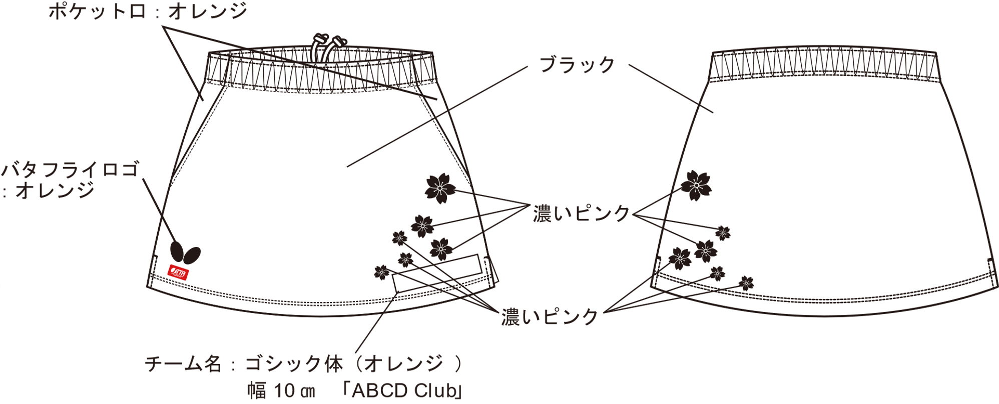 ポケット口：オレンジ
ブラック
バタフライロゴ
：オレンジ
濃いピンク
JTTA
濃いピンク
チーム名：ゴシック体（オレンジ ）
幅 10 ㎝ 「ABCD Club」